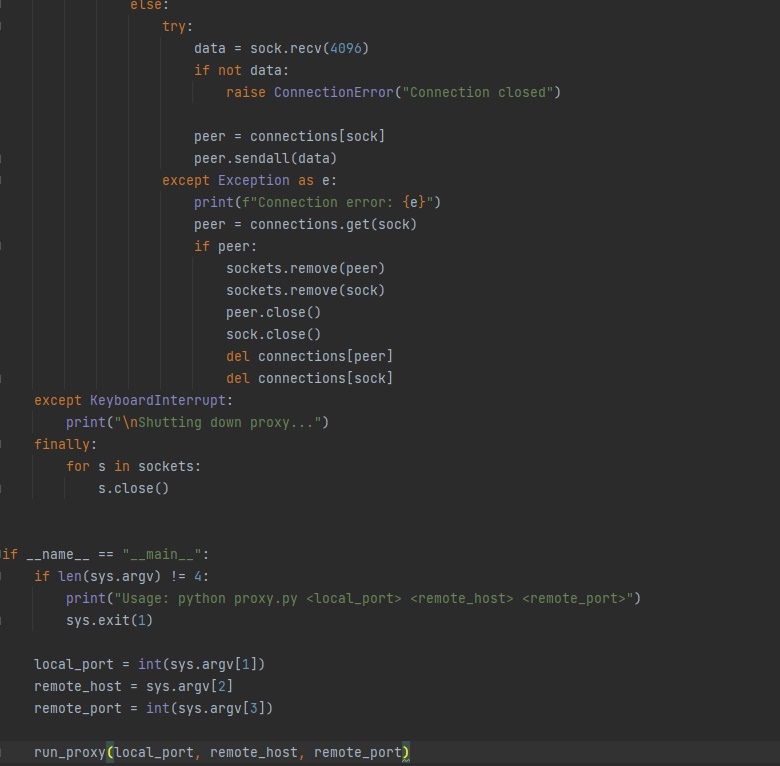 else:
try:
data = sock.recv(4096)
if not data:
raise ConnectionError("Connection closed")
peer = connections[sock]
peer.sendall(data)
except Exception as e:
print(f"Connection error: {e}")
peer = connections.get(sock)
if peer:
sockets.remove(peer)
sockets.remove(sock)
peer.close()
sock.close()
del connections[peer]
del connections[sock]
except KeyboardInterrupt:
print("\nShutting down proxy...")
finally:
for s in sockets:
s.close()
if __name__ == "__main__":
if len(sys.argv) != 4:
print("Usage: python proxy.py <local_port> <remote_host> <remote_port>")
sys.exit(1)
local_port = int(sys.argv[1])
remote_host = sys.argv[2]
remote_port = int(sys.argv[3])
run_proxy(local_port, remote_host, remote_port)